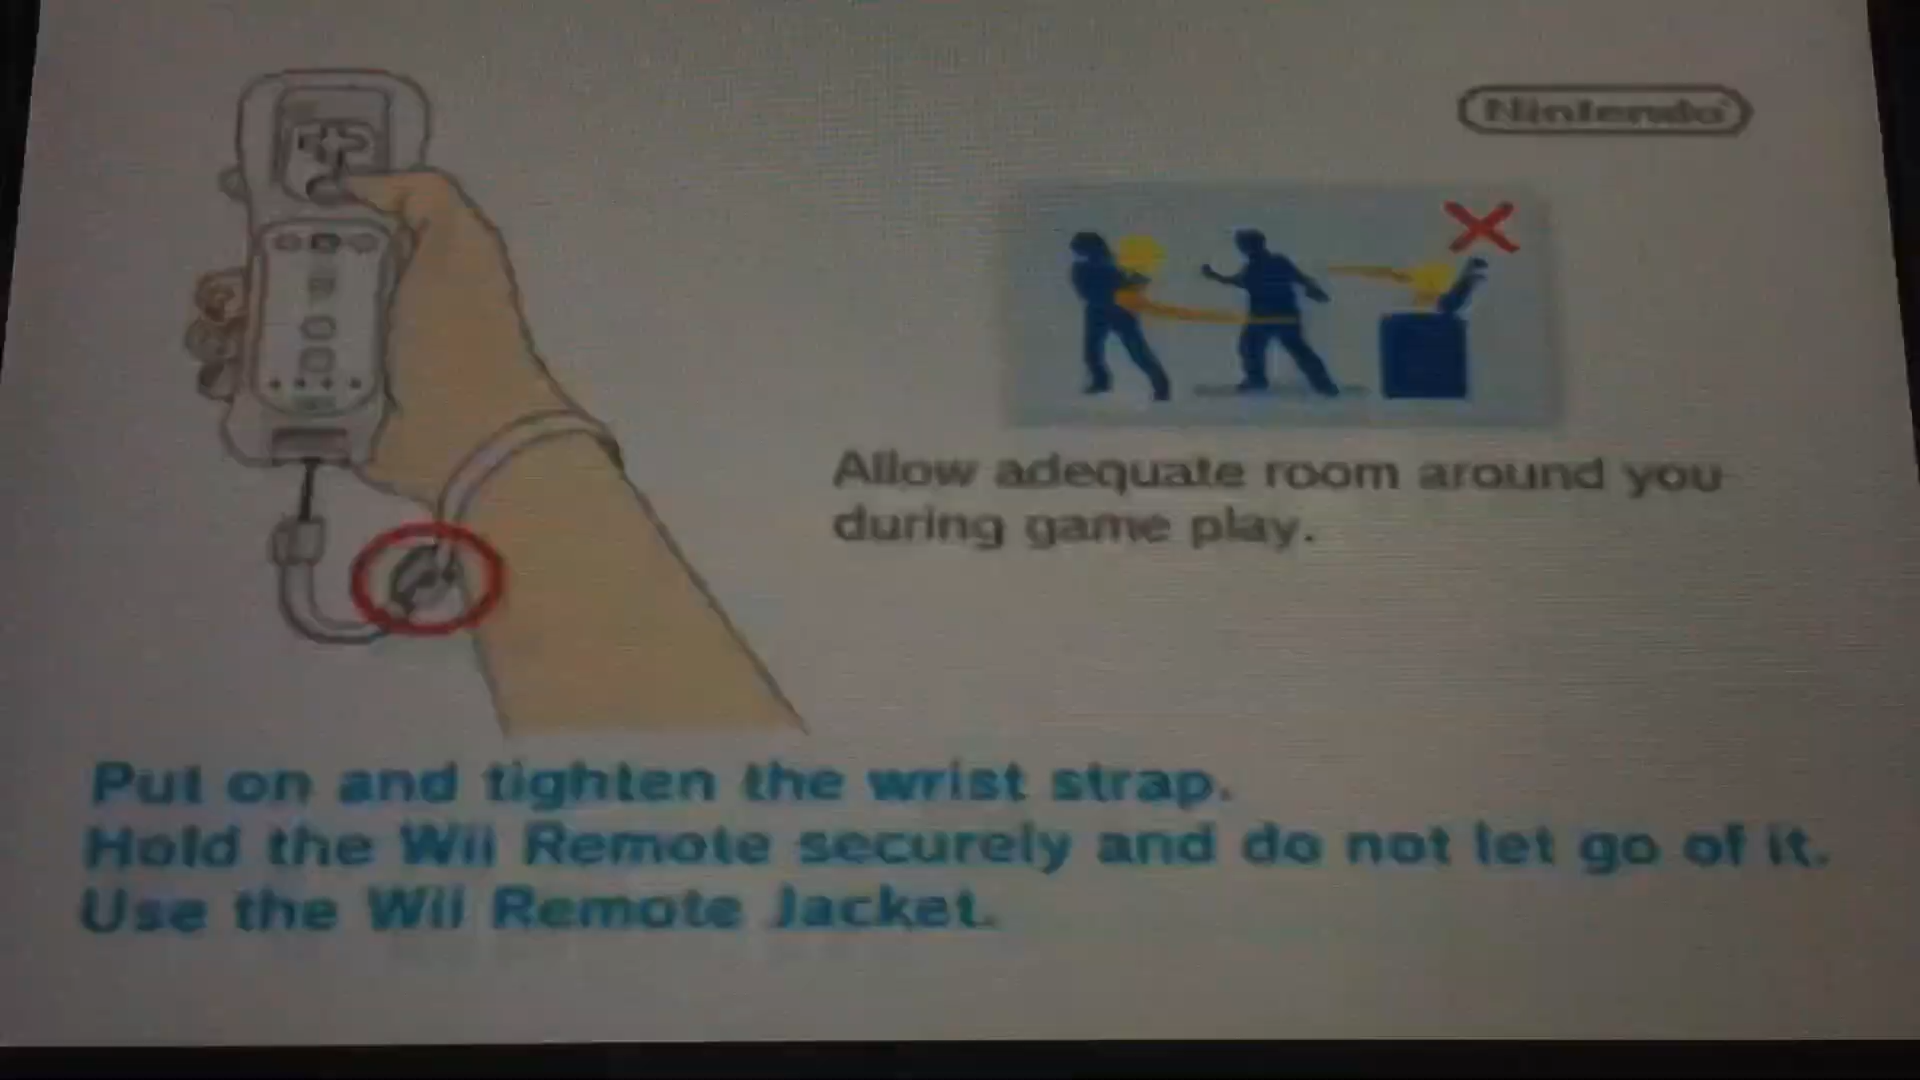 Nintendo
Allow adequate room around you
during game play.
Put on and tighten the wrist strap.
Hold the Wii Remote securely and do not let go of it.
Use the Wii Remote Jacket.